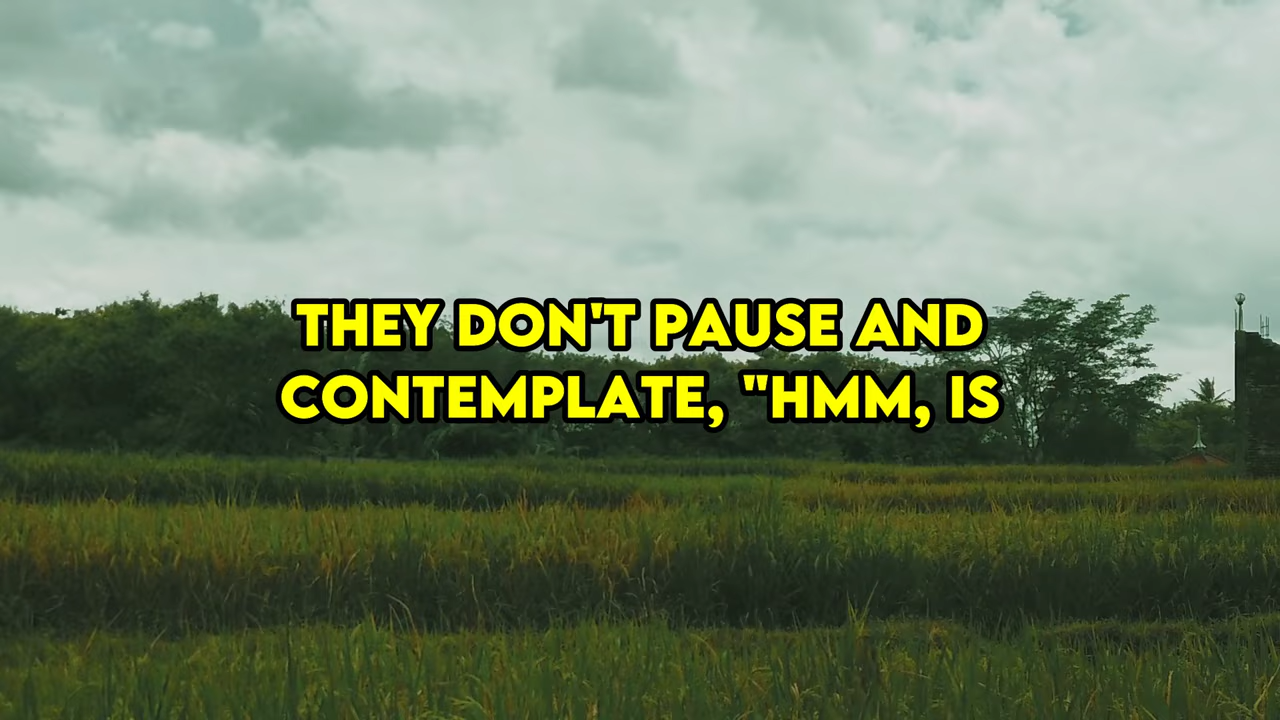 THEY DON'T PAUSE AND
CONTEMPLATE, "HMM, IS